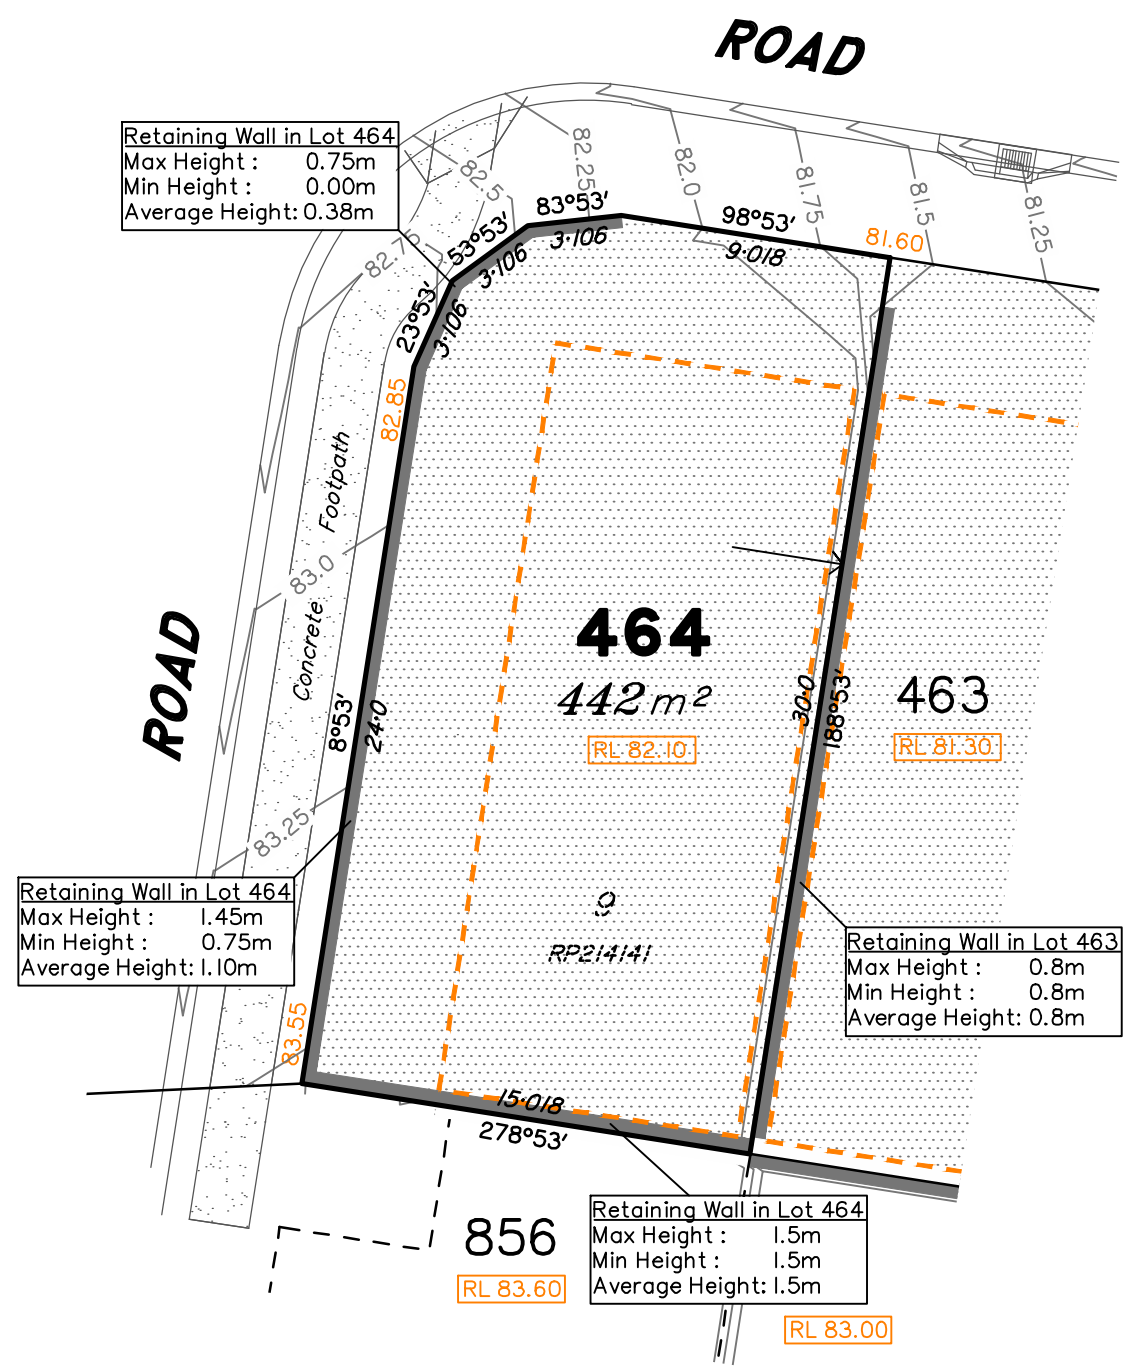 ROAD
Retaining Wall in Lot 464
Max Height : 0.75m
Min Height : 0.00m
Average Height: 0.38m
82.5
82.25
82.0
81.75
81.5
81.25
82.75
83°53'
3·106
98°53'
9·018
81.60
53°53'
3·106
23°53'
3·106
82.85
Concrete Footpath
83.0
ROAD
8°53'
24·0
464
442 m²
RL 82.10
30·0
188°53'
463
RL 81.30
83.25
Retaining Wall in Lot 464
Max Height : 1.45m
Min Height : 0.75m
Average Height: 1.10m
9
RP214141
Retaining Wall in Lot 463
Max Height : 0.8m
Min Height : 0.8m
Average Height: 0.8m
83.55
15·018
278°53'
856
RL 83.60
Retaining Wall in Lot 464
Max Height : 1.5m
Min Height : 1.5m
Average Height: 1.5m
RL 83.00